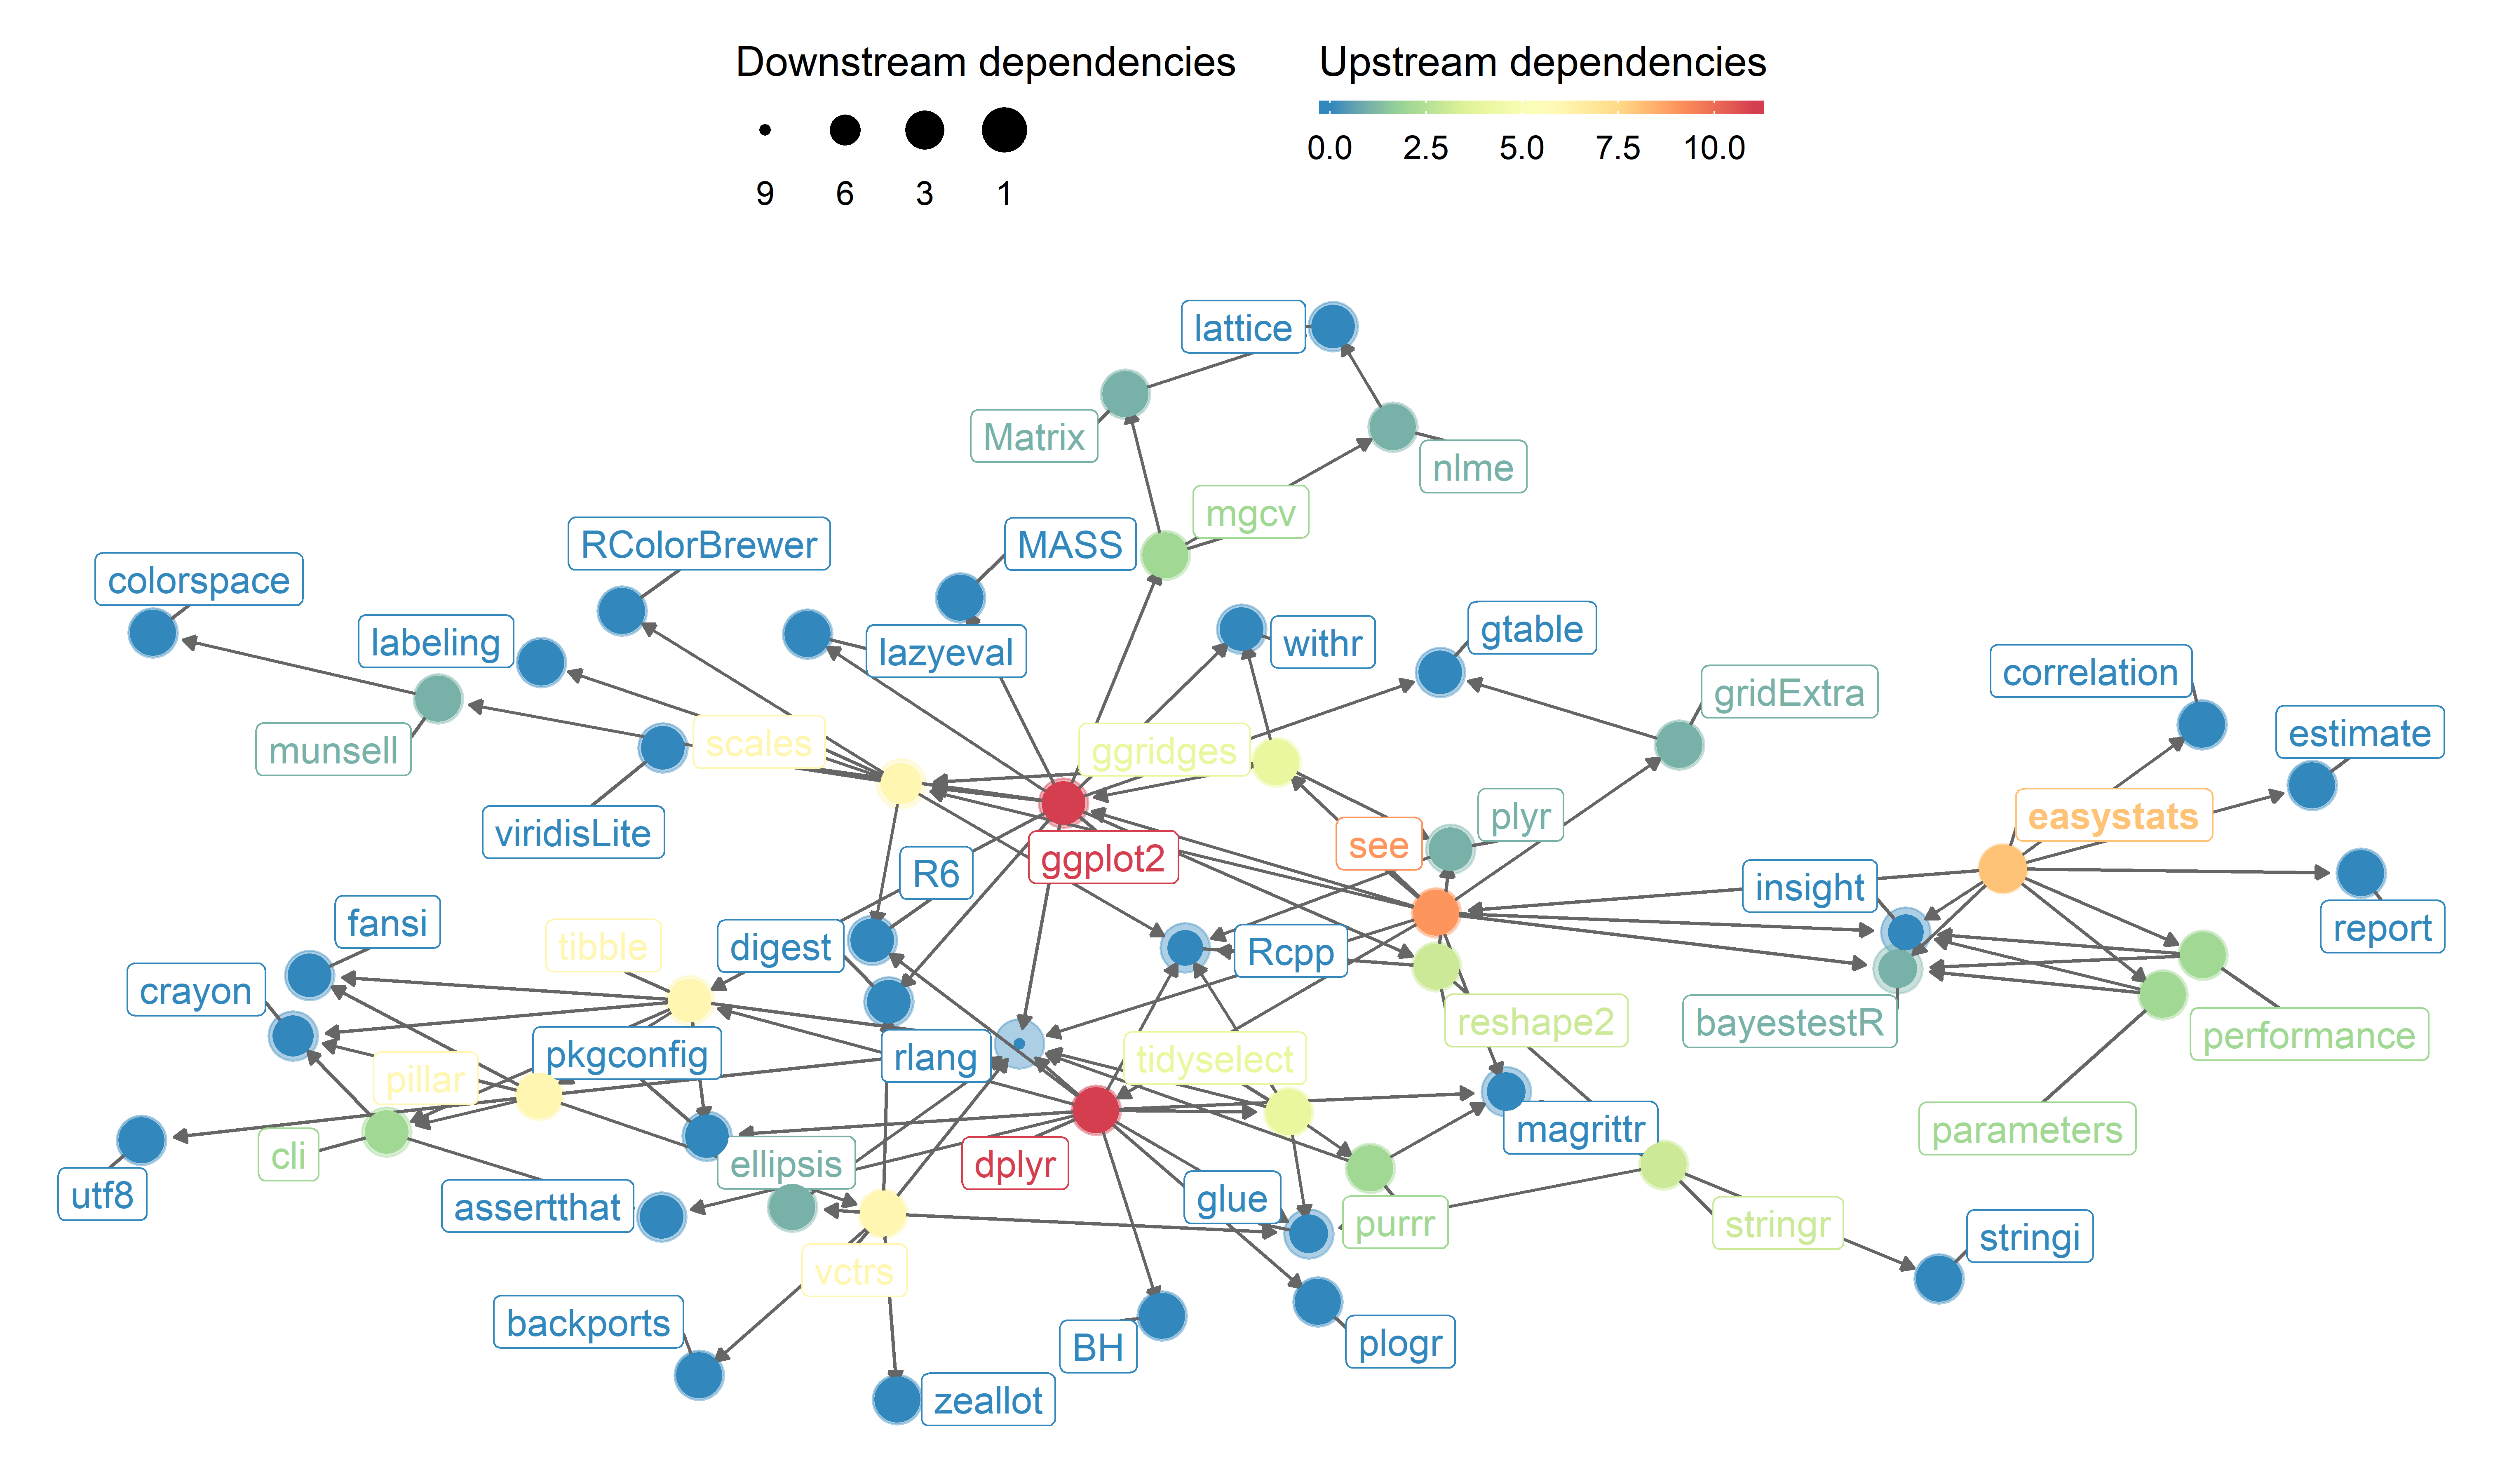 Downstream dependencies
9 6 3 1
Upstream dependencies
0.0 2.5 5.0 7.5 10.0
lattice
Matrix
nlme
mgcv
RColorBrewer
MASS
colorspace
labeling
lazyeval
withr
gtable
correlation
gridExtra
estimate
munsell
scales
ggridges
viridisLite
plyr
easystats
see
ggplot2
R6
insight
fansi
report
tibble
digest
Rcpp
crayon
reshape2
bayestestR
performance
pkgconfig
rlang
tidyselect
pillar
magrittr
parameters
cli
ellipsis
dplyr
utf8
assertthat
glue
purrr
stringr
stringi
vctrs
backports
BH
plogr
zeallot